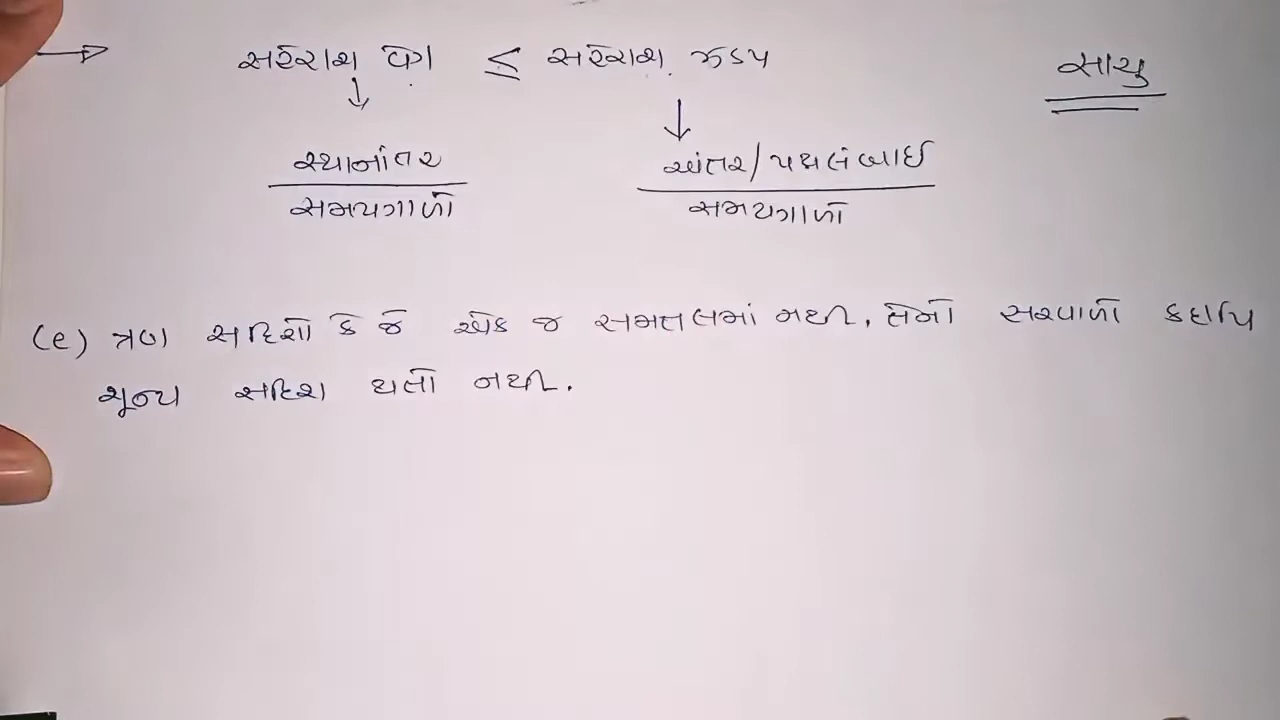 → સરેરાશ વેગ ≤ સરેરાશ ઝડપ સાચુ
↓ ↓
સ્થાનાંતર અંતર/પથલંબાઈ
સમયગાળો સમયગાળો
(e) ત્રણ સદિશો કે જે એક જ સમતલમાં નથી, તેનો સરવાળો કદાપિ
શૂન્ય સદિશ થતો નથી.